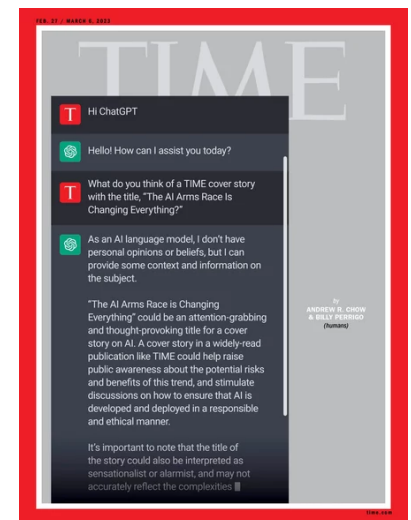 FEB. 27 / MARCH 6, 2023
TIME
T
Hi ChatGPT
Hello! How can I assist you today?
T
What do you think of a TIME cover story
with the title, "The AI Arms Race Is
Changing Everything?"
As an AI language model, I don't have
personal opinions or beliefs, but I can
provide some context and information on
the subject.
"The AI Arms Race is Changing
Everything" could be an attention-grabbing
and thought-provoking title for a cover
story on AI. A cover story in a widely-read
publication like TIME could help raise
public awareness about the potential risks
and benefits of this trend, and stimulate
discussions on how to ensure that AI is
developed and deployed in a responsible
and ethical manner.
It's important to note that the title of
the story could also be interpreted as
sensationalist or alarmist, and may not
accurately reflect the complexities
by
ANDREW R. CHOW
& BILLY PERRIGO
(humans)
time.com